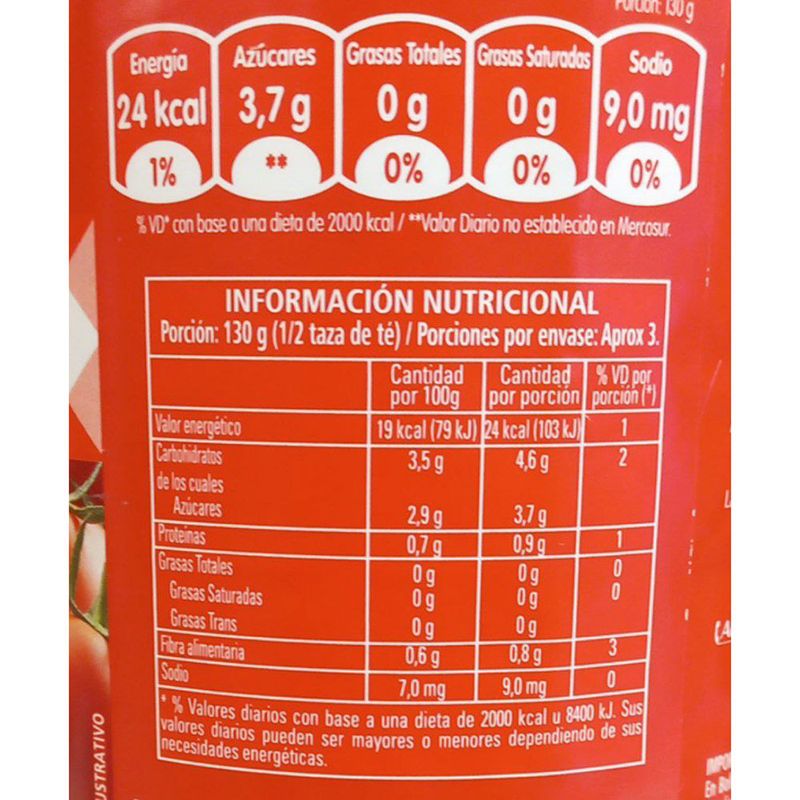 Porción: 130 g
Energía Azúcares Grasas Totales Grasas Saturadas Sodio
24 kcal 3,7 g 0 g 0 g 9,0 mg
1% ** 0% 0% 0%
% VD* con base a una dieta de 2000 kcal / **Valor Diario no establecido en Mercosur.
INFORMACIÓN NUTRICIONAL
Porción: 130 g (1/2 taza de té) / Porciones por envase: Aprox 3.
Cantidad Cantidad % VD por
por 100g por porción porción (*)
Valor energético 19 kcal (79 kJ) 24 kcal (103 kJ) 1
Carbohidratos 3,5 g 4,6 g 2
de los cuales
Azúcares 2,9 g 3,7 g
Proteínas 0,7 g 0,9 g 1
Grasas Totales 0 g 0 g 0
Grasas Saturadas 0 g 0 g 0
Grasas Trans 0 g 0 g
Fibra alimentaria 0,6 g 0,8 g 3
Sodio 7,0 mg 9,0 mg 0
* % Valores diarios con base a una dieta de 2000 kcal u 8400 kJ. Sus
valores diarios pueden ser mayores o menores dependiendo de sus
necesidades energéticas.
USTRATIVO
IMPO
En Bo